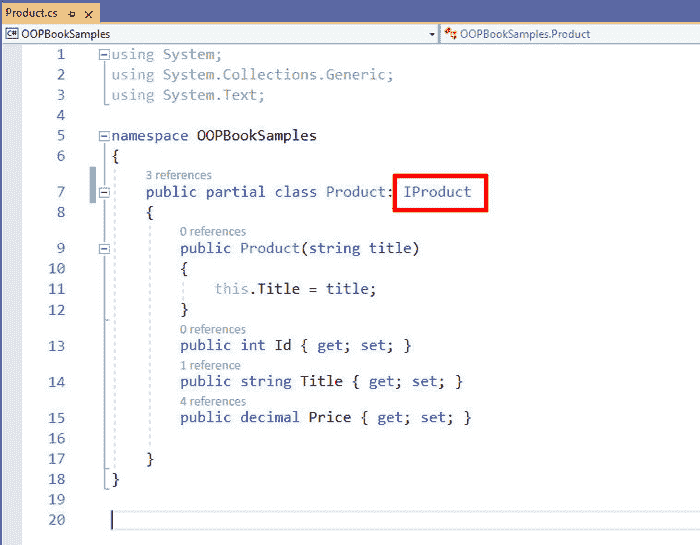 Product.cs
C# OOPBookSamples
OOPBookSamples.Product
1 using System;
2 using System.Collections.Generic;
3 using System.Text;
4
5 namespace OOPBookSamples
6 {
3 references
7 public partial class Product: IProduct
8 {
0 references
9 public Product(string title)
10 {
11 this.Title = title;
12 }
0 references
13 public int Id { get; set; }
1 reference
14 public string Title { get; set; }
4 references
15 public decimal Price { get; set; }
16
17 }
18 }
19
20